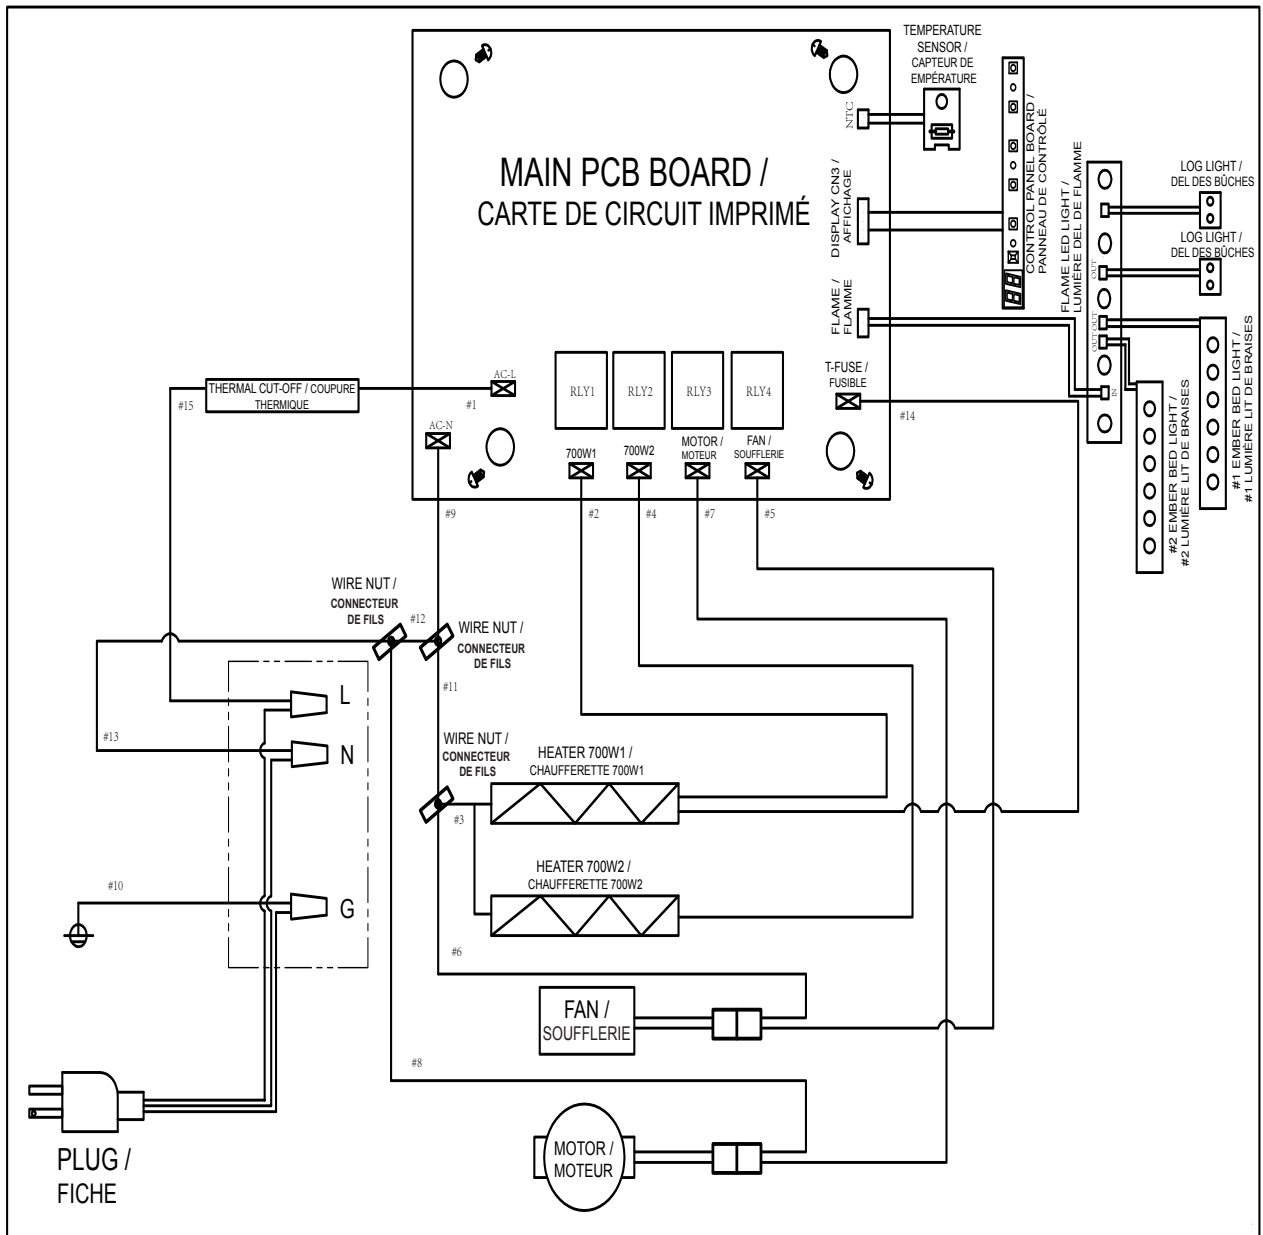 TEMPERATURE
SENSOR /
CAPTEUR DE
EMPÉRATURE
NTC
MAIN PCB BOARD /
CARTE DE CIRCUIT IMPRIMÉ
DISPLAY CN3 /
AFFICHAGE
CONTROL PANEL BOARD /
PANNEAU DE CONTRÔLÉ
FLAME LED LIGHT /
LUMIÈRE DEL DE FLAMME
LOG LIGHT /
DEL DES BÛCHES
LOG LIGHT /
DEL DES BÛCHES
OUT
OUT
OUT
IN
88
FLAME /
FLAMME
#1 EMBER BED LIGHT /
#1 LUMIÈRE LIT DE BRAISES
#2 EMBER BED LIGHT /
#2 LUMIÈRE LIT DE BRAISES
T-FUSE /
FUSIBLE
#14
RLY1
RLY2
RLY3
RLY4
THERMAL CUT-OFF / COUPURE
THERMIQUE
#15
#1
AC-L
AC-N
700W1
700W2
MOTOR /
MOTEUR
FAN /
SOUFFLERIE
#9
#2
#4
#7
#5
WIRE NUT /
CONNECTEUR
DE FILS
#12
WIRE NUT /
CONNECTEUR
DE FILS
#11
L
N
#13
WIRE NUT /
CONNECTEUR
DE FILS
#3
HEATER 700W1 /
CHAUFFERETTE 700W1
HEATER 700W2 /
CHAUFFERETTE 700W2
#10
G
#6
FAN /
SOUFFLERIE
#8
MOTOR /
MOTEUR
PLUG /
FICHE